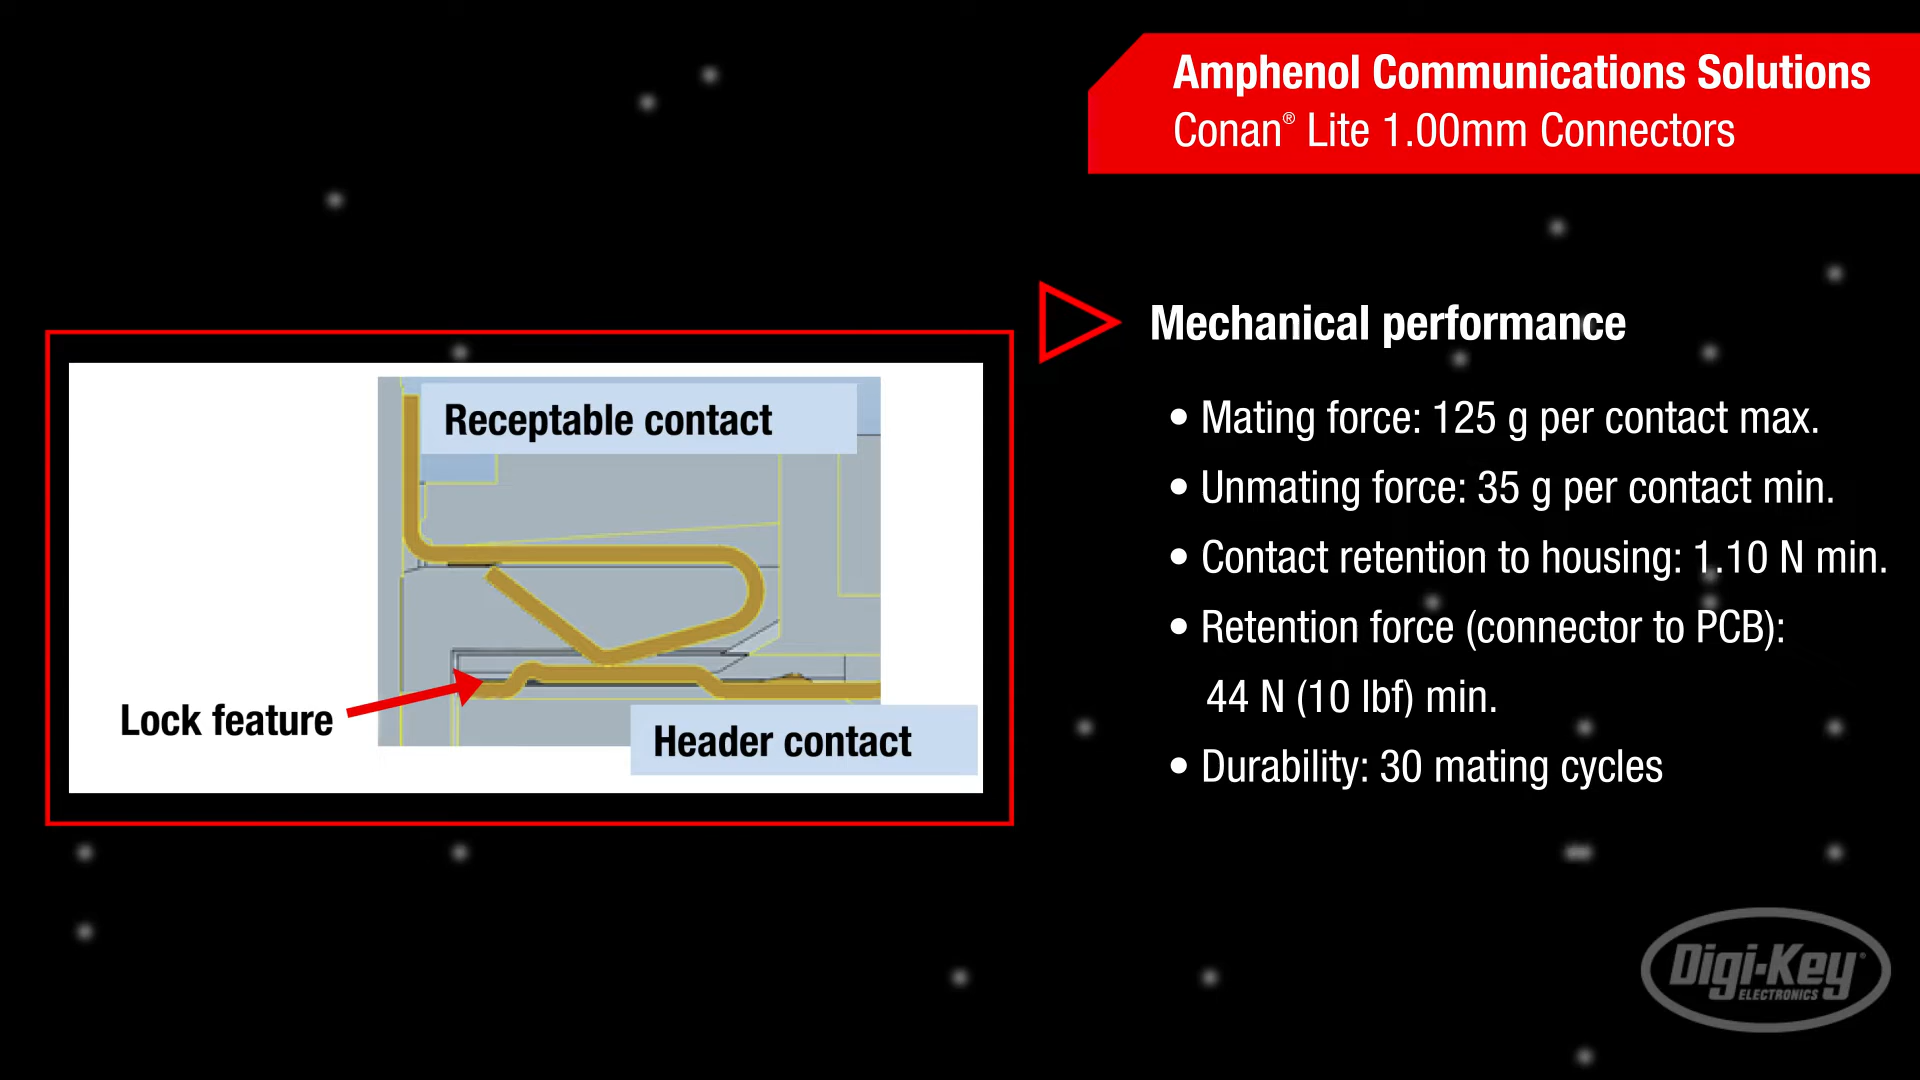 Amphenol Communications Solutions
Conan® Lite 1.00mm Connectors
Mechanical performance
• Mating force: 125 g per contact max.
• Unmating force: 35 g per contact min.
• Contact retention to housing: 1.10 N min.
• Retention force (connector to PCB):
44 N (10 lbf) min.
• Durability: 30 mating cycles
Receptable contact
Lock feature
Header contact
Digi-Key®
ELECTRONICS